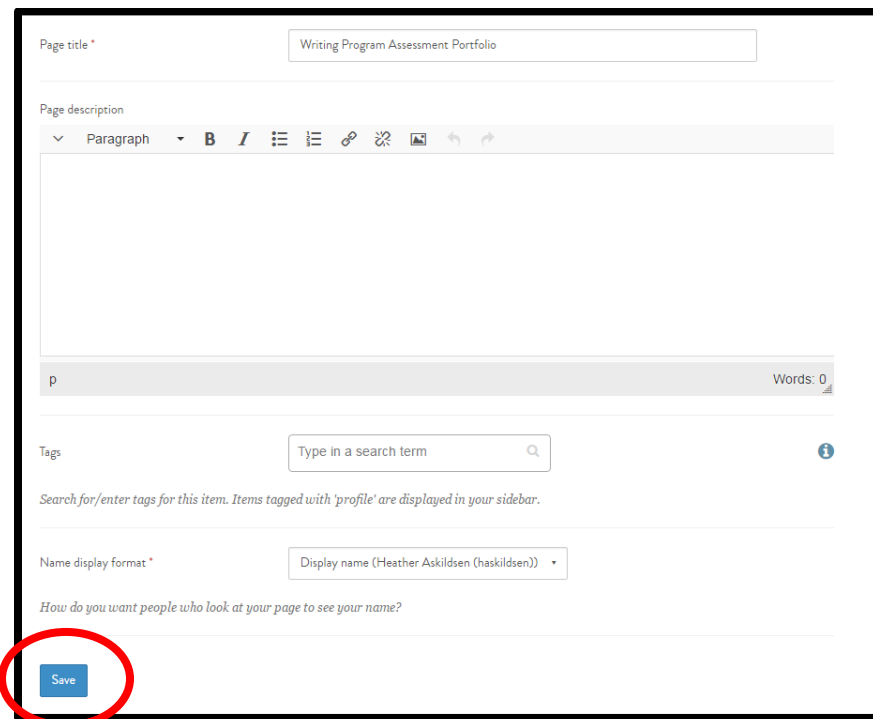 Page title *
Writing Program Assessment Portfolio
Page description
Paragraph B I
p Words: 0
Tags
Type in a search term
Search for/enter tags for this item. Items tagged with 'profile' are displayed in your sidebar.
Name display format *
Display name (Heather Askildsen (haskildsen))
How do you want people who look at your page to see your name?
Save